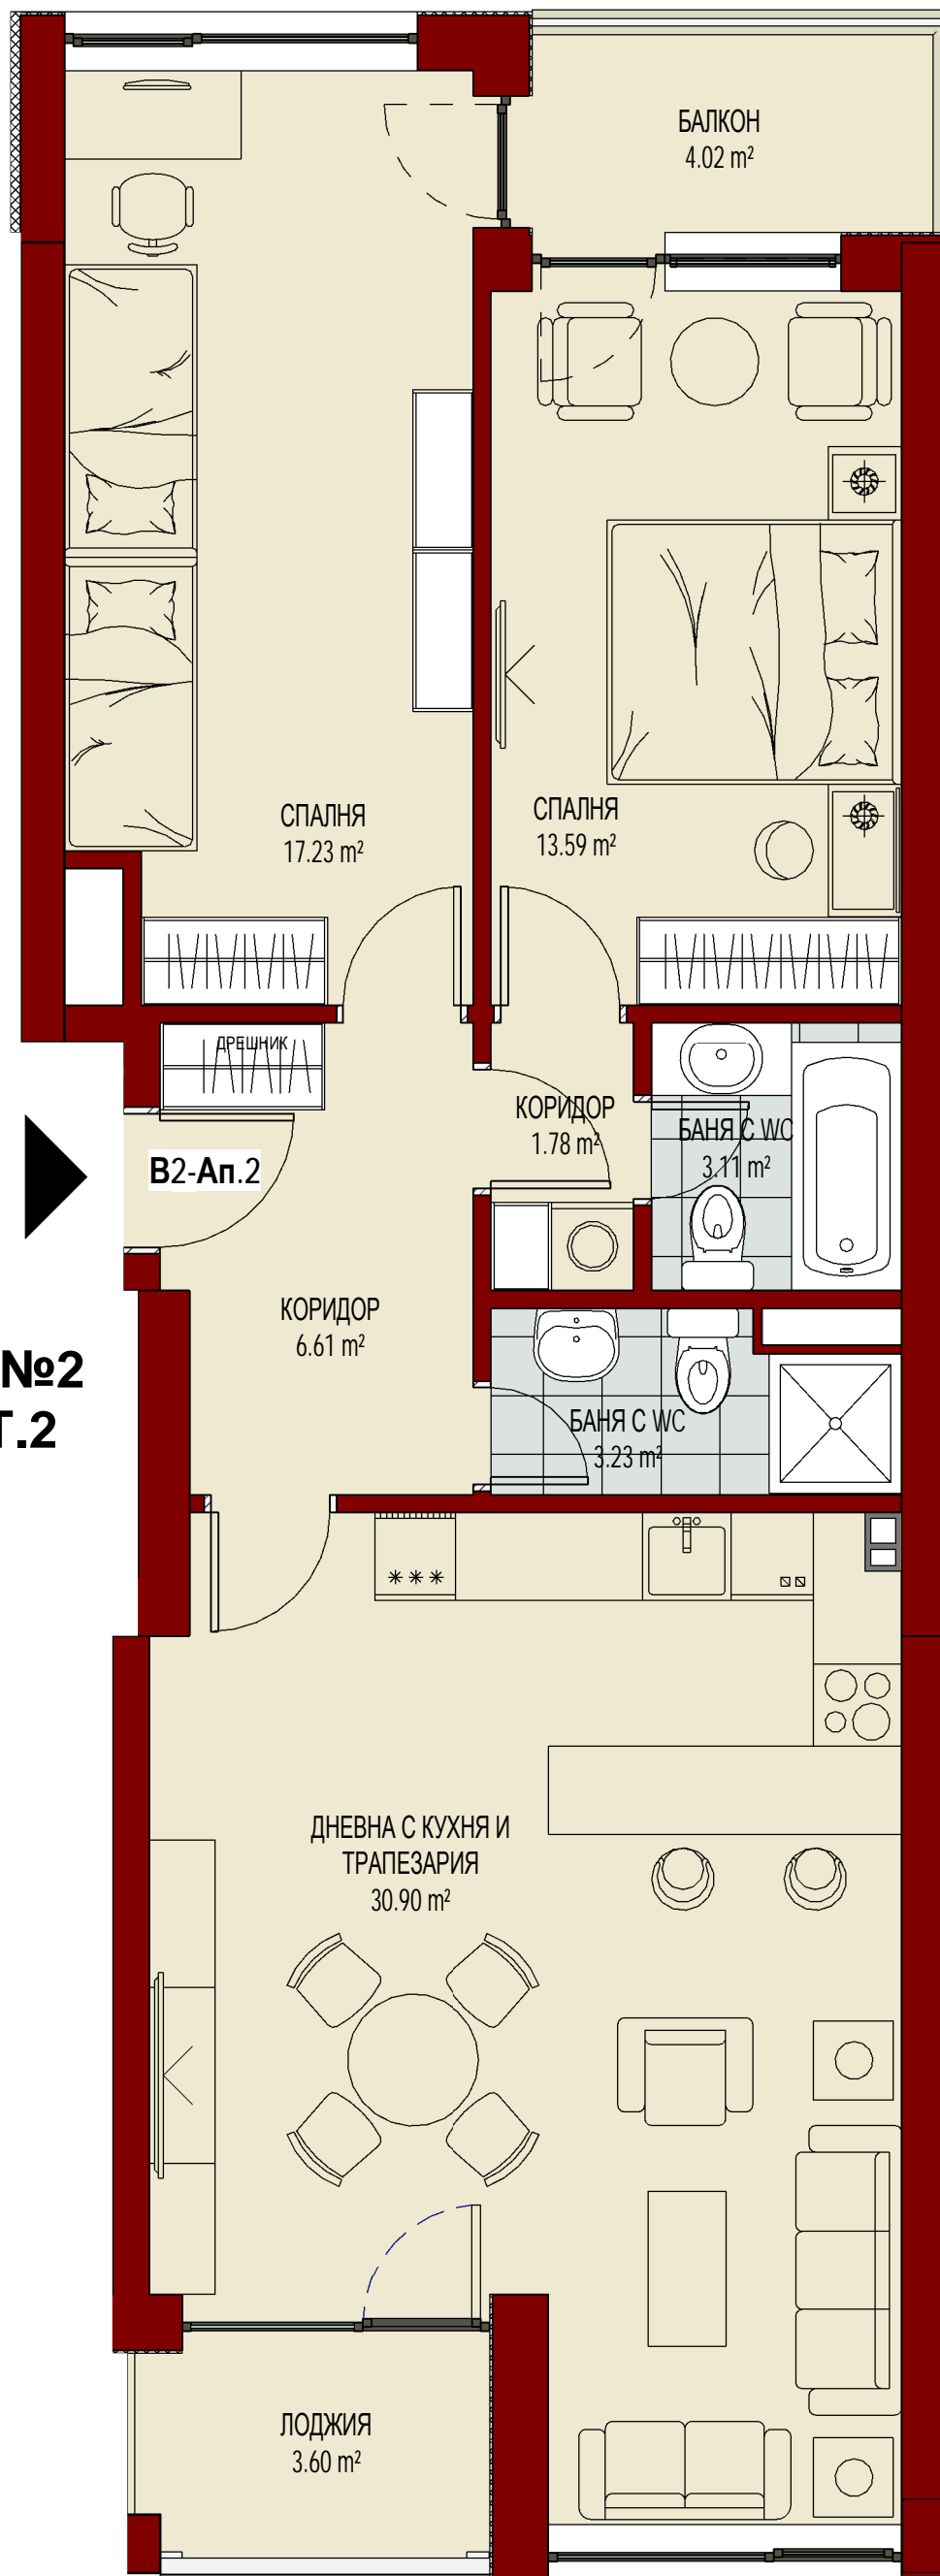 БАЛКОН
4.02 m²
СПАЛНЯ
17.23 m²
СПАЛНЯ
13.59 m²
ДРЕШНИК
КОРИДОР
1.78 m²
БАНЯ С WC
3.11 m²
В2-Ап.2
КОРИДОР
6.61 m²
№2
Т.2
БАНЯ С WC
3.23 m²
ДНЕВНА С КУХНЯ И
ТРАПЕЗАРИЯ
30.90 m²
ЛОДЖИЯ
3.60 m²